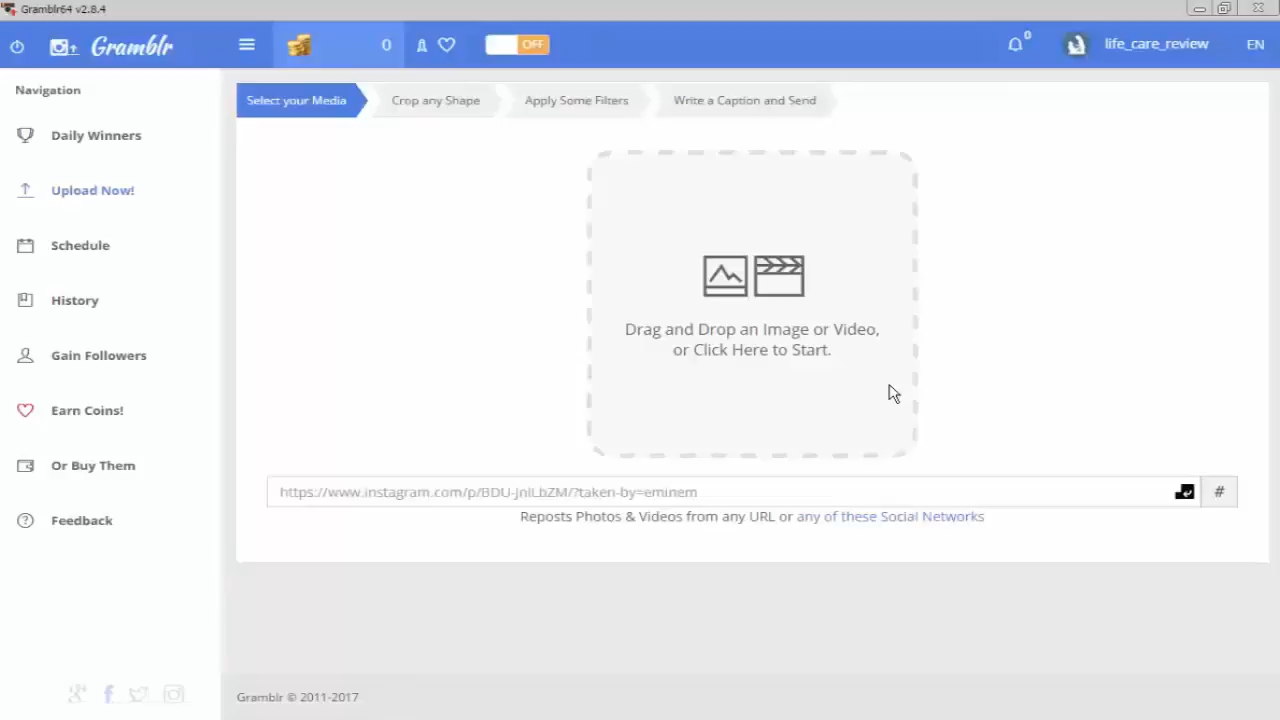 Gramblr64 v2.8.4
Gramblr
0
OFF
0
life_care_review
EN
Navigation
Daily Winners
Upload Now!
Schedule
History
Gain Followers
Earn Coins!
Or Buy Them
Feedback
Select your Media
Crop any Shape
Apply Some Filters
Write a Caption and Send
Drag and Drop an Image or Video,
or Click Here to Start.
https://www.instagram.com/p/BDU-JnILbZM/?taken-by=eminem
#
Reposts Photos & Videos from any URL or any of these Social Networks
Gramblr © 2011-2017